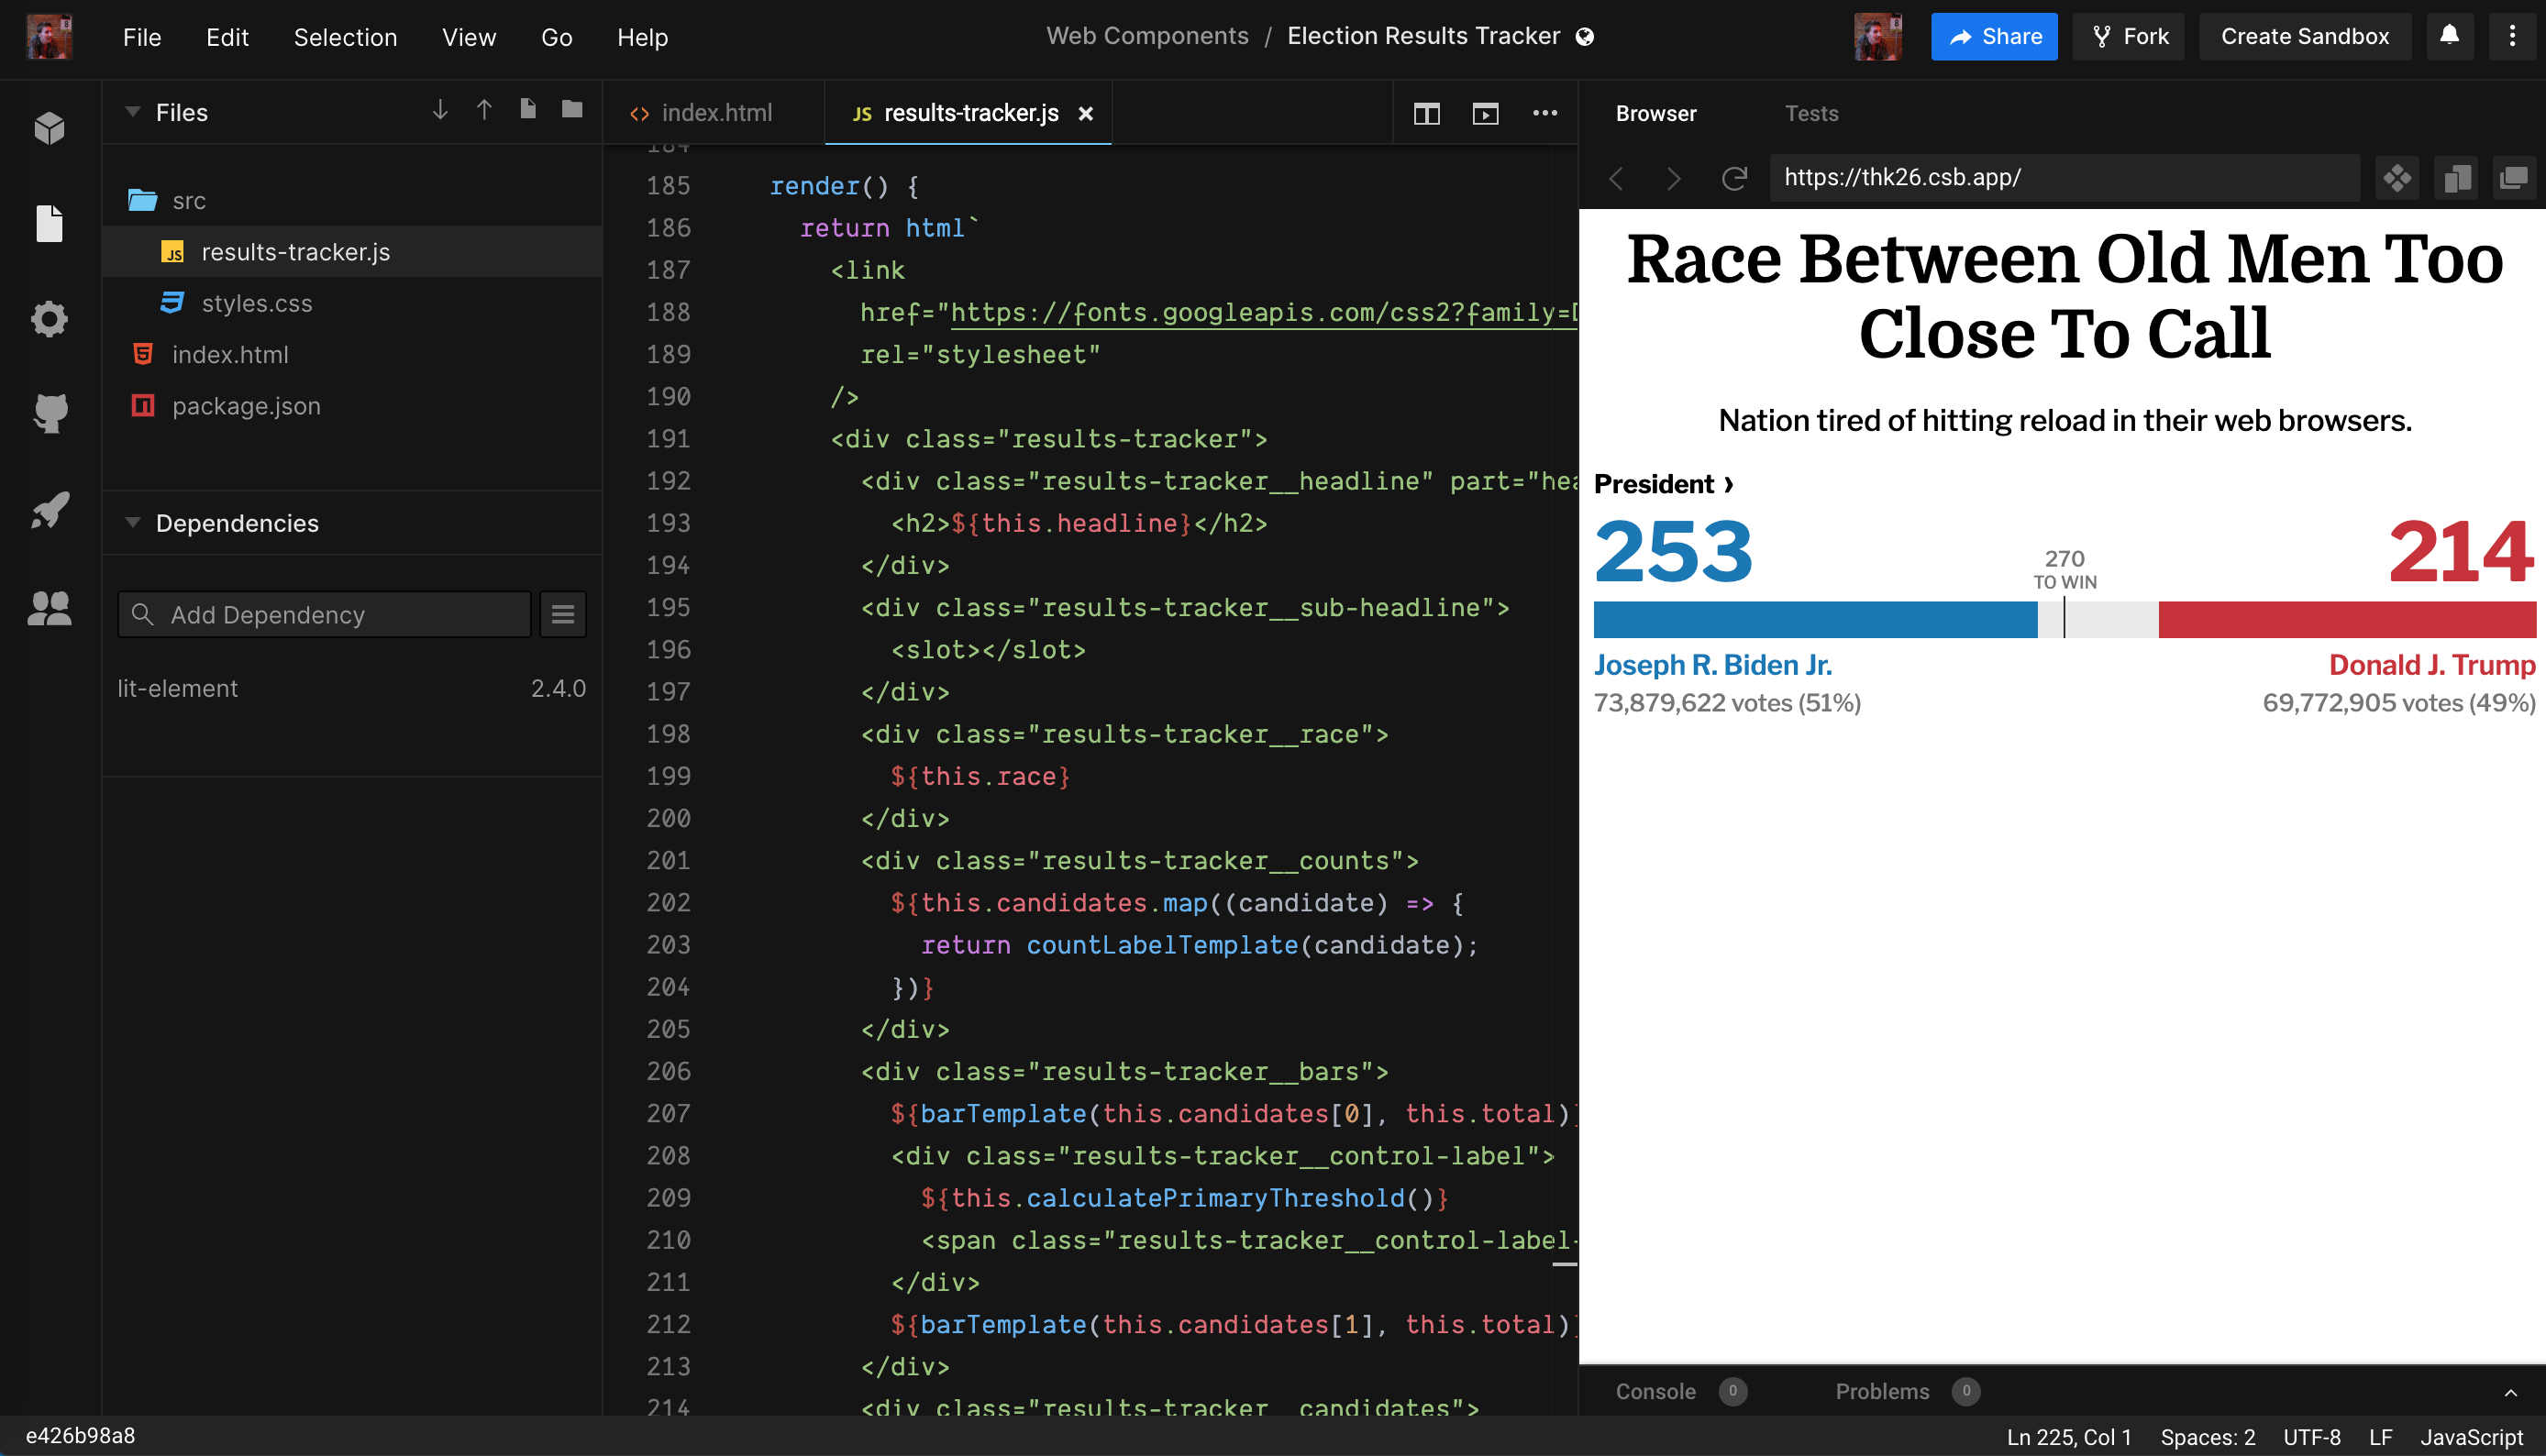 File Edit Selection View Go Help
Web Components / Election Results Tracker
Share Fork Create Sandbox
Files
src
results-tracker.js
styles.css
index.html
package.json
Dependencies
Add Dependency
lit-element 2.4.0
index.html
JS results-tracker.js
184
185 render() {
186 return html`
187 <link
188 href="https://fonts.googleapis.com/css2?family=
189 rel="stylesheet"
190 />
191 <div class="results-tracker">
192 <div class="results-tracker__headline" part="hea
193 <h2>${this.headline}</h2>
194 </div>
195 <div class="results-tracker__sub-headline">
196 <slot></slot>
197 </div>
198 <div class="results-tracker__race">
199 ${this.race}
200 </div>
201 <div class="results-tracker__counts">
202 ${this.candidates.map((candidate) => {
203 return countLabelTemplate(candidate);
204 })}
205 </div>
206 <div class="results-tracker__bars">
207 ${barTemplate(this.candidates[0], this.total)}
208 <div class="results-tracker__control-label">
209 ${this.calculatePrimaryThreshold()}
210 <span class="results-tracker__control-label-
211 </div>
212 ${barTemplate(this.candidates[1], this.total)}
213 </div>
214 <div class="results-tracker__candidates">
Browser Tests
https://thk26.csb.app/
Race Between Old Men Too
Close To Call
Nation tired of hitting reload in their web browsers.
President ›
253 214
270
TO WIN
Joseph R. Biden Jr. Donald J. Trump
73,879,622 votes (51%) 69,772,905 votes (49%)
Console 0 Problems 0
e426b98a8
Ln 225, Col 1 Spaces: 2 UTF-8 LF JavaScript